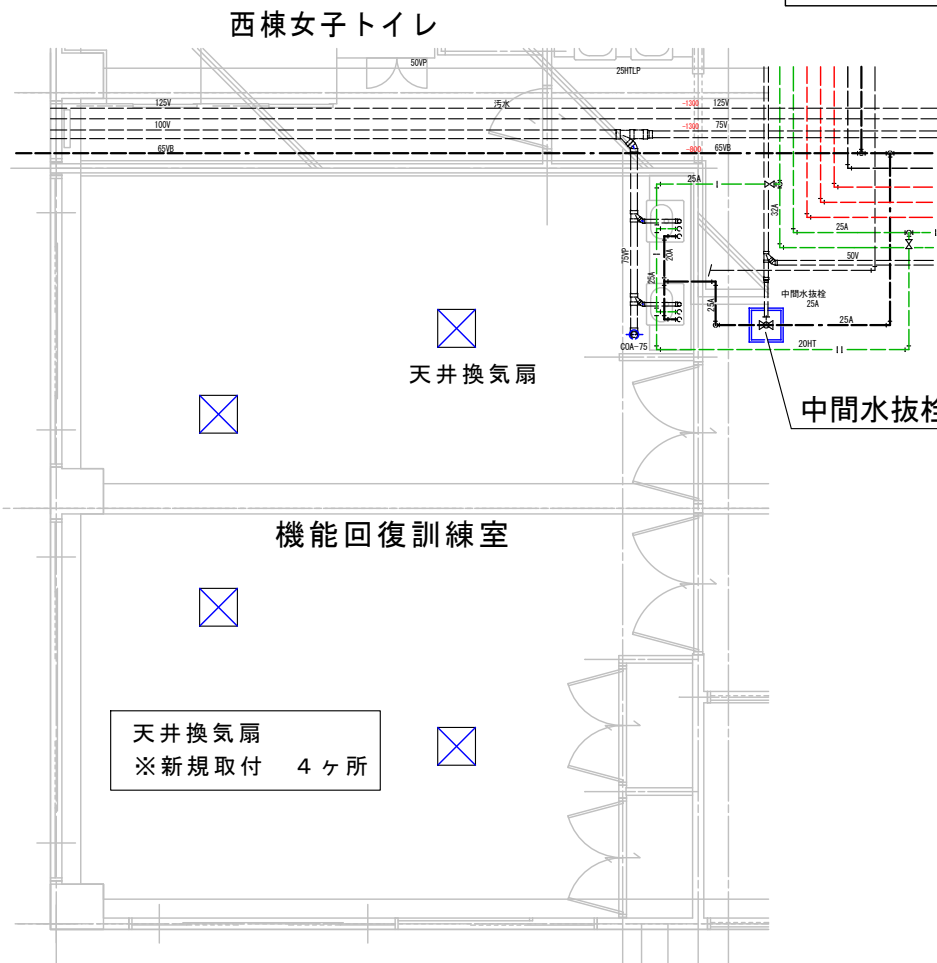 西棟女子トイレ
50VP
25HTLP
125V
汚水
-1300
125V
100V
-1300
75V
65VB
-800
65VB
25A
32A
25A
75VP
25A
20A
50V
25A
中間水抜栓
25A
25A
COA-75
20HT
天井換気扇
中間水抜栓
機能回復訓練室
天井換気扇
※新規取付 4ヶ所